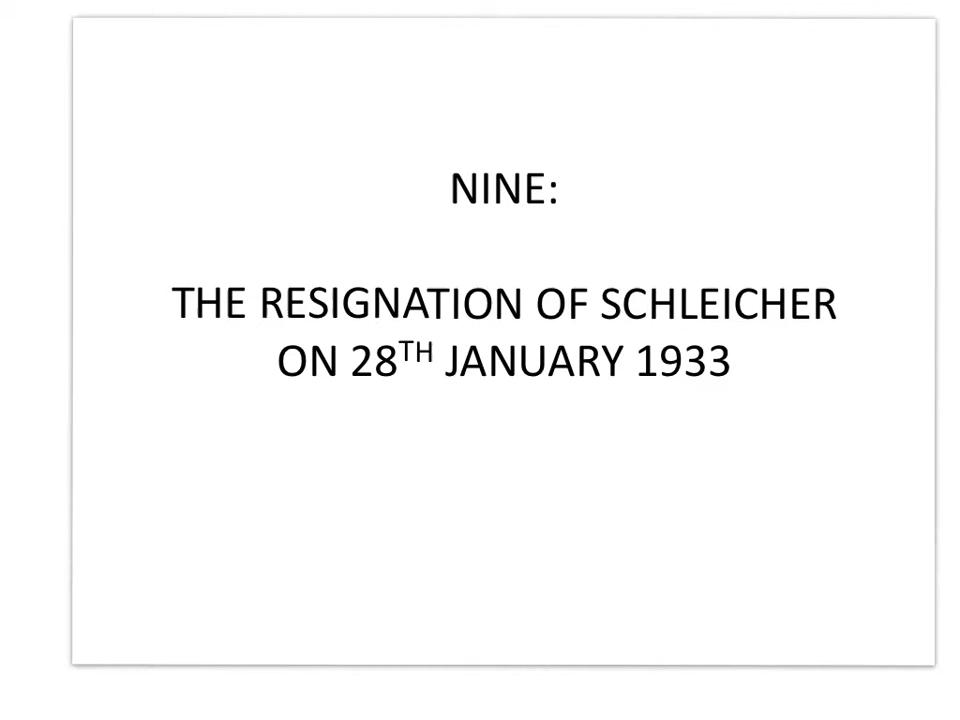 NINE:
THE RESIGNATION OF SCHLEICHER
ON 28TH JANUARY 1933